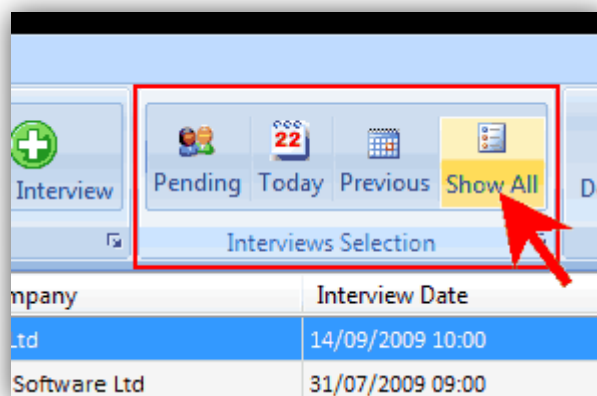 22
Interview Pending Today Previous Show All D
Interviews Selection
mpany Interview Date
Ltd 14/09/2009 10:00
Software Ltd 31/07/2009 09:00